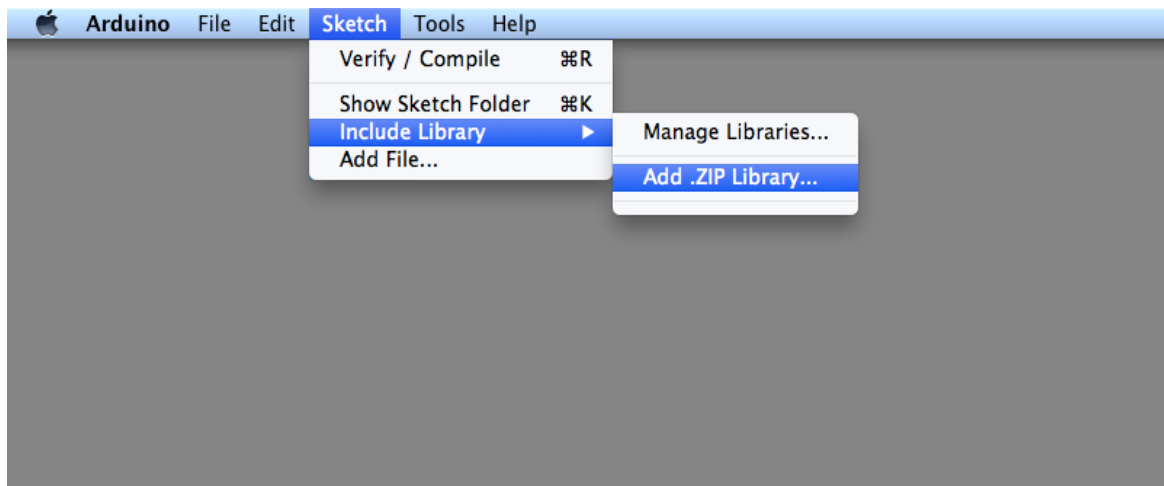 Arduino File Edit Sketch Tools Help
Verify / Compile ⌘R
Show Sketch Folder ⌘K
Include Library ▶
Add File...
Manage Libraries...
Add .ZIP Library...